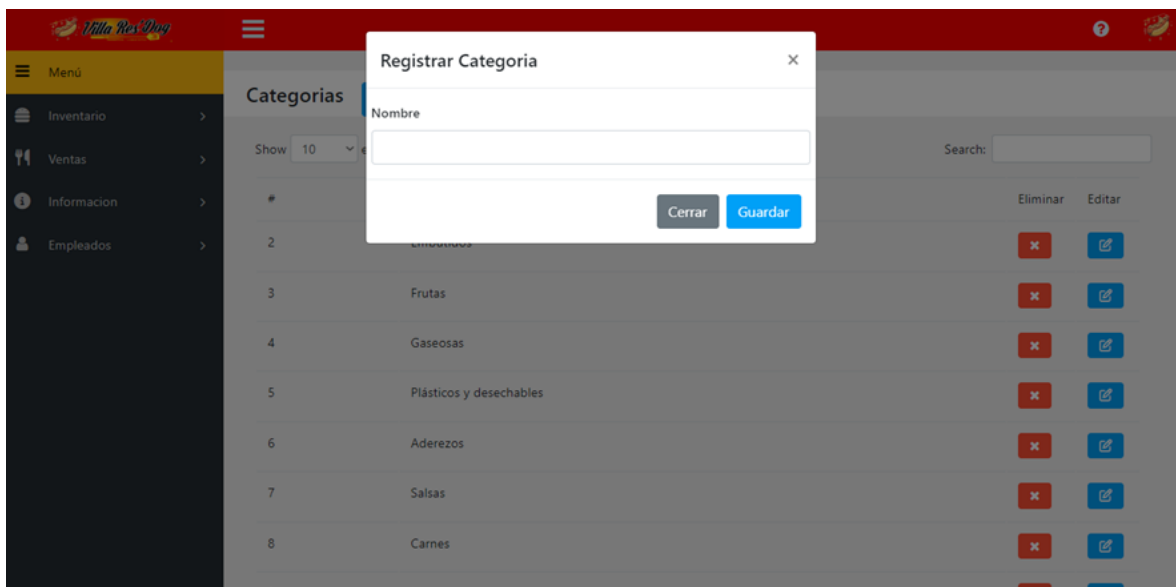 Villa Res Dog
Registrar Categoria ×
Menú
Categorias
Nombre
Inventario
Show 10
Search:
Ventas
Informacion
# Eliminar Editar
Cerrar Guardar
Empleados
2 Embutidos
3 Frutas
4 Gaseosas
5 Plásticos y desechables
6 Aderezos
7 Salsas
8 Carnes